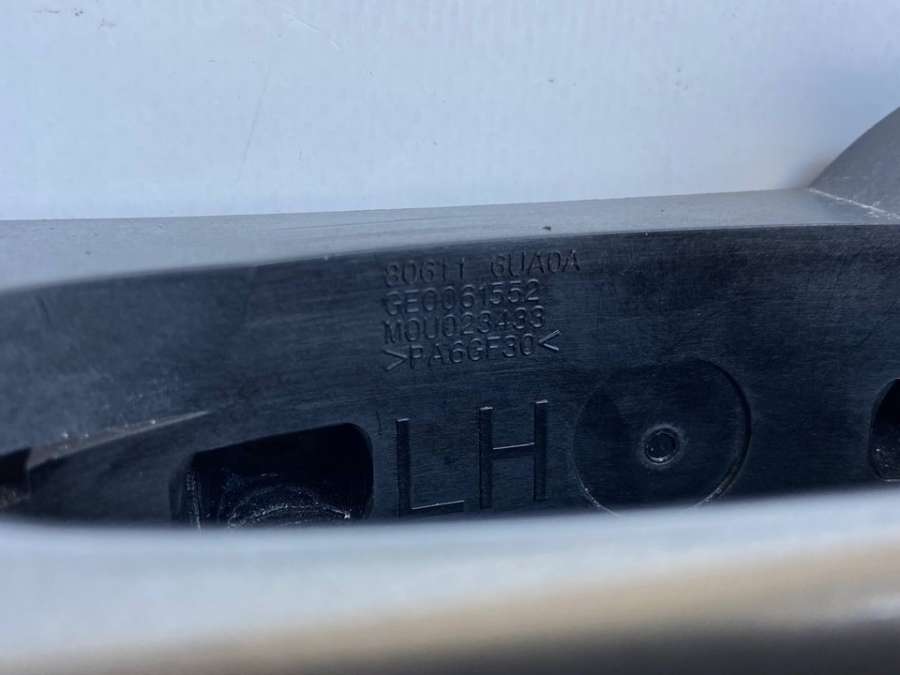 80611 6UA0A
GE0061552
M0U023433
>PA6GF30<
LH